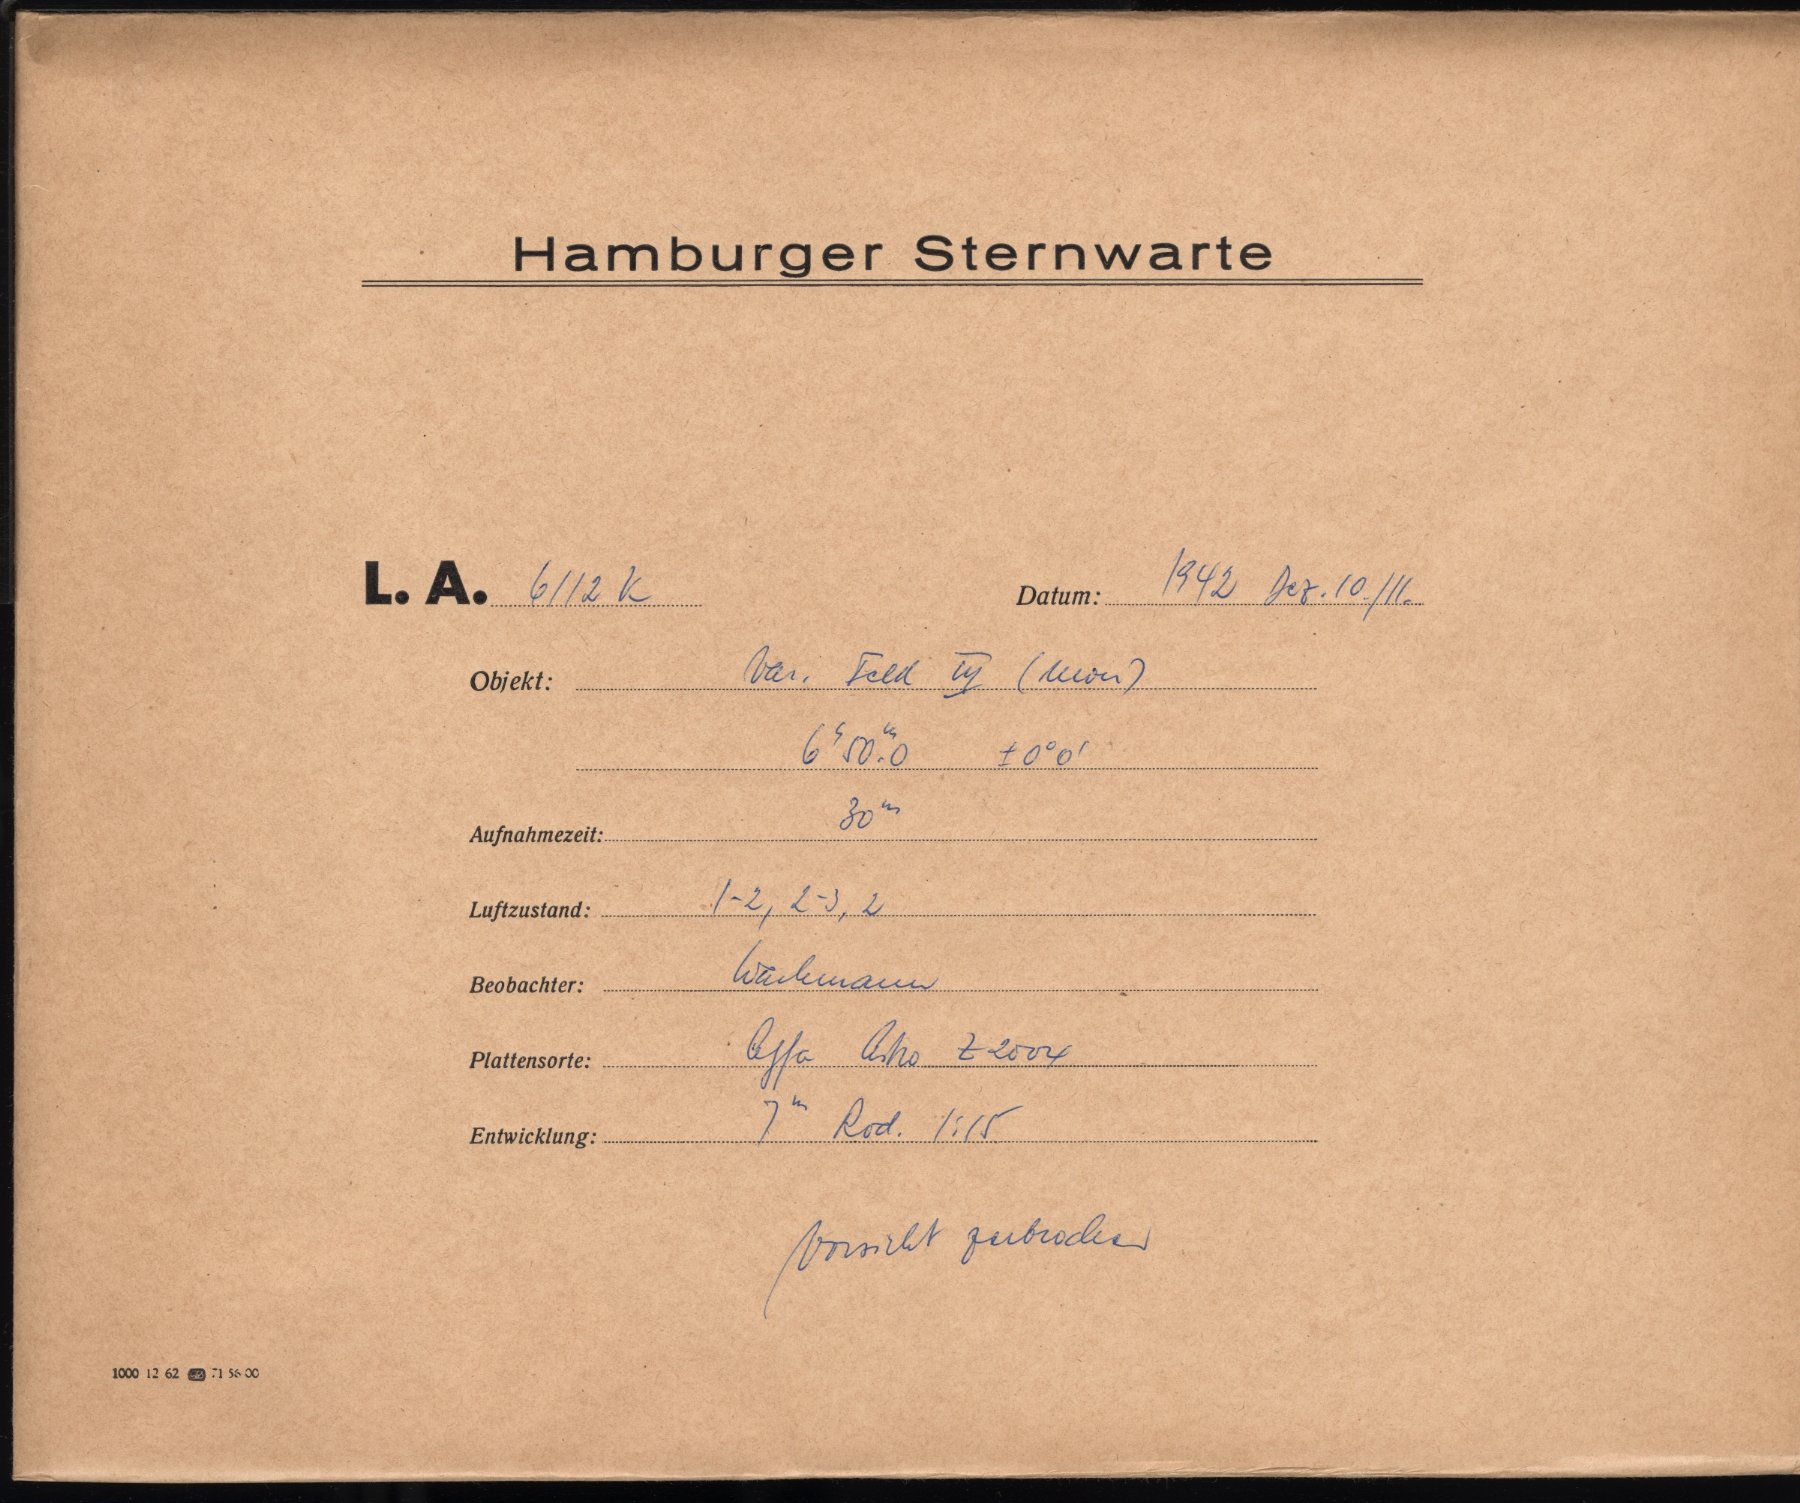 Hamburger Sternwarte
L. A. 6112 K Datum: 1942 Dez. 10./11.
Objekt: Var. Feld (Mon)
6ʰ50ᵐ.0 ±0°0'
Aufnahmezeit: 30ᵐ
Luftzustand: 1-2, 2-3, 2
Beobachter: Wachmann
Plattensorte: Agfa Astro Z 2004
Entwicklung: 7ᵐ Rod. 1:15
Vorsicht zerbrochen
1000 12 62 71 56 00